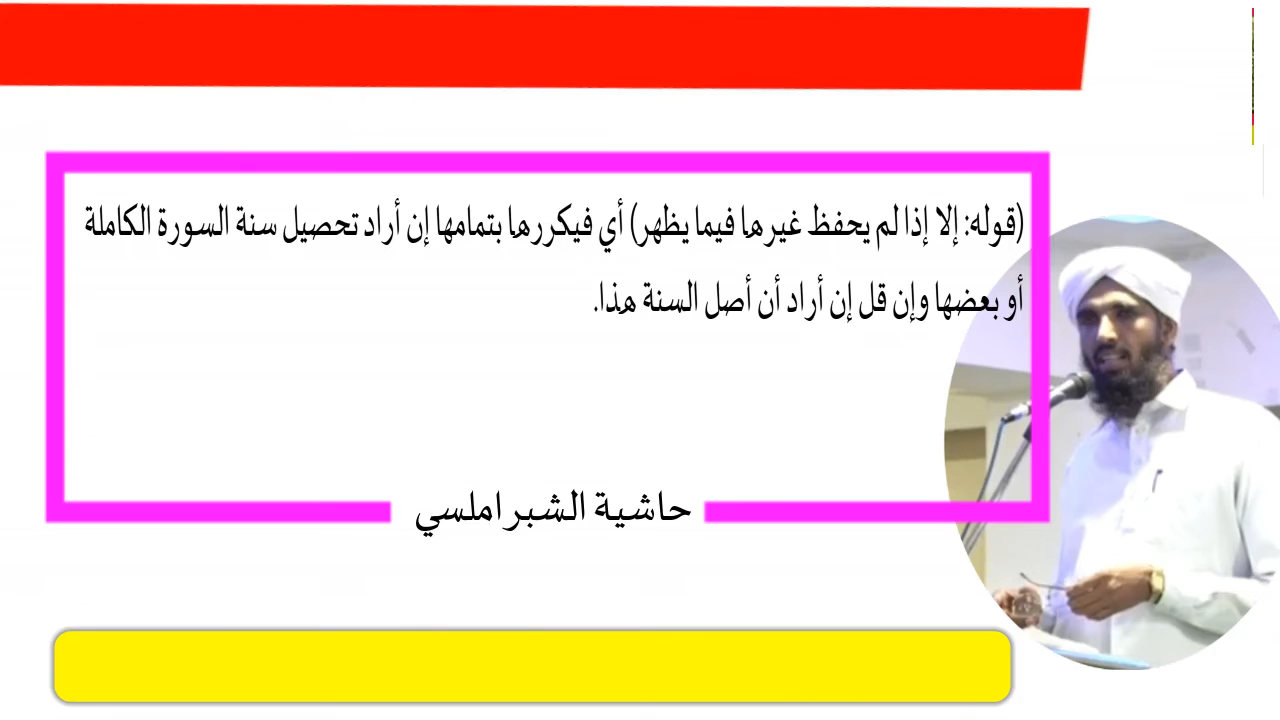 (قوله: إلا إذا لم يحفظ غيرها فيما يظهر) أي فيكررها بتمامها إن أراد تحصيل سنة السورة الكاملة
أو بعضها وإن قل إن أراد أن أصل السنة هذا.
حاشية الشبراملسي